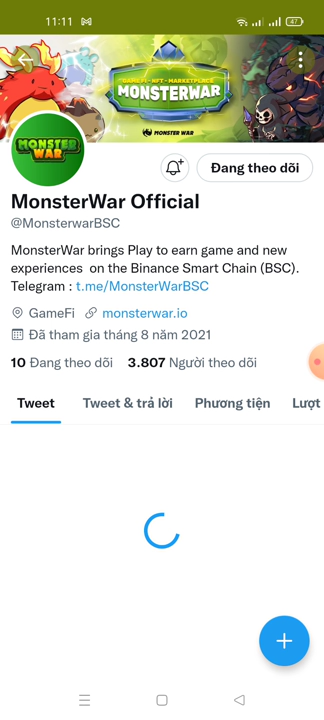 11:11
47
GAMEFI - NFT - MARKETPLACE
MONSTERWAR
MONSTER WAR
MONSTER
WAR
Đang theo dõi
MonsterWar Official
@MonsterwarBSC
MonsterWar brings Play to earn game and new
experiences on the Binance Smart Chain (BSC).
Telegram : t.me/MonsterWarBSC
GameFi monsterwar.io
Đã tham gia tháng 8 năm 2021
10 Đang theo dõi 3.807 Người theo dõi
Tweet Tweet & trả lời Phương tiện Lượt